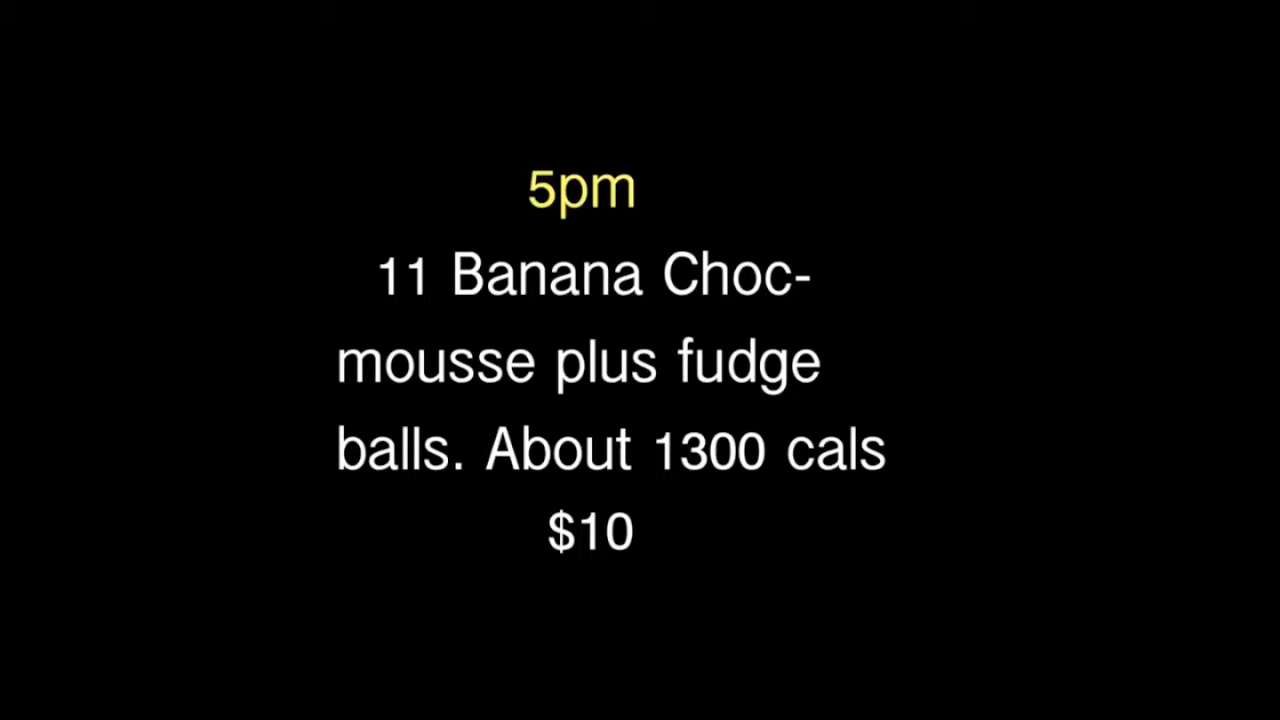 5pm
11 Banana Choc-
mousse plus fudge
balls. About 1300 cals
$10